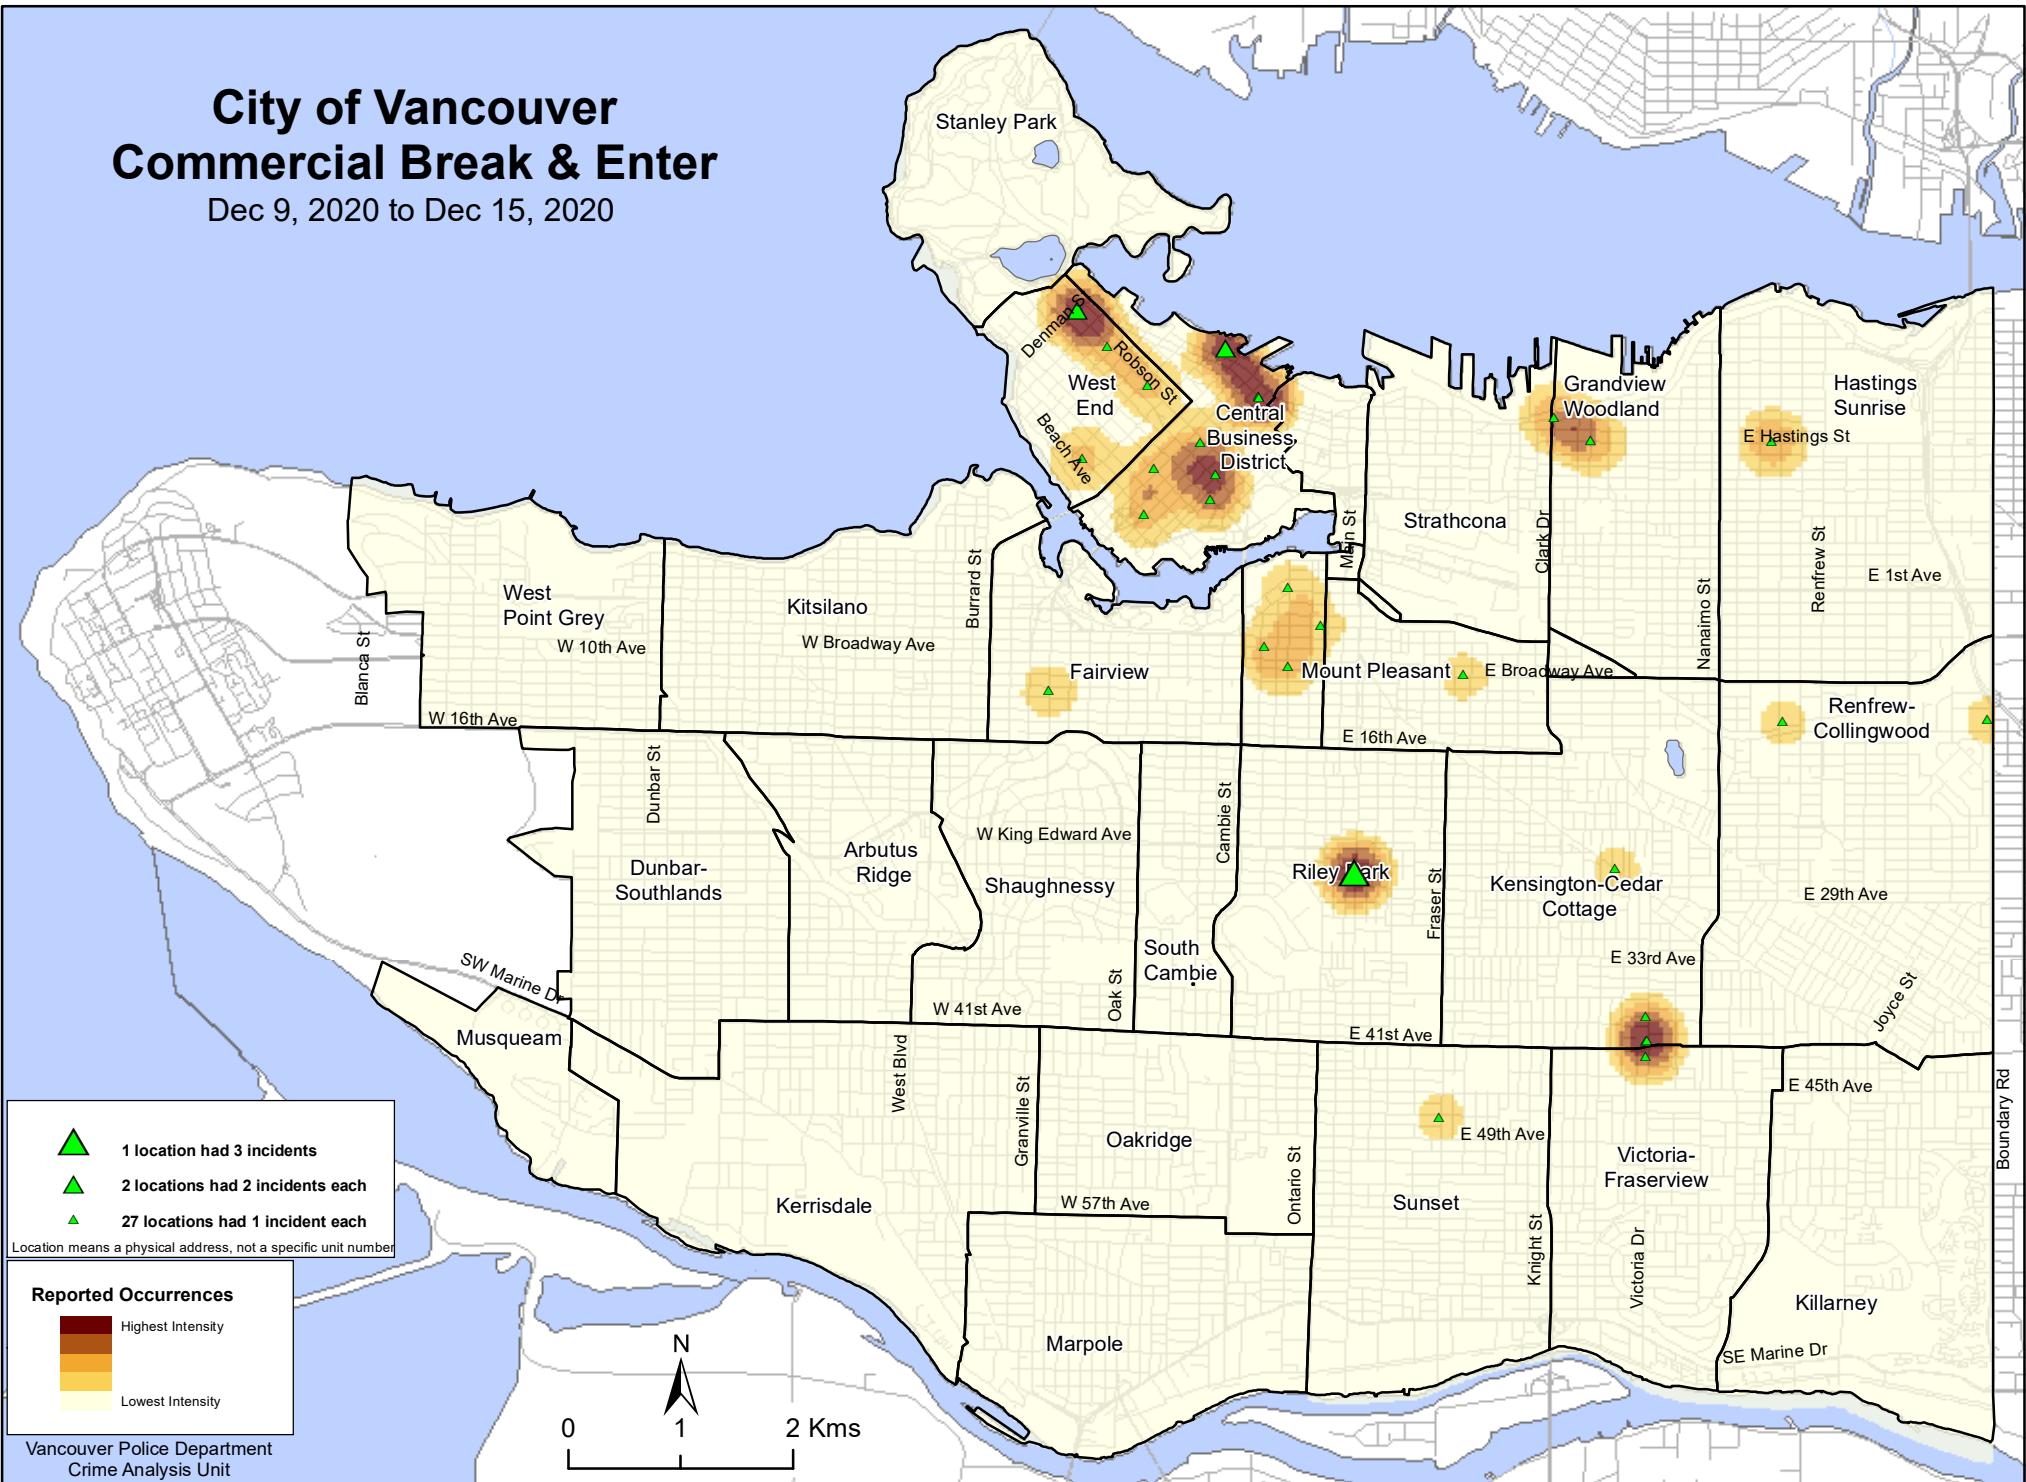 City of Vancouver
Commercial Break & Enter
Dec 9, 2020 to Dec 15, 2020
Stanley Park
Denman S
Robson St
West
End
Beach Ave
Central
Business
District
Grandview
Woodland
Hastings
Sunrise
E Hastings St
Strathcona
Main St
Clark Dr
Nanaimo St
Renfrew St
E 1st Ave
West
Point Grey
W 10th Ave
Blanca St
W 16th Ave
Kitsilano
W Broadway Ave
Burrard St
Fairview
Mount Pleasant
E Broadway Ave
E 16th Ave
Renfrew-
Collingwood
Dunbar St
Dunbar-
Southlands
Arbutus
Ridge
W King Edward Ave
Shaughnessy
Cambie St
South
Cambie
Oak St
W 41st Ave
Riley Park
Fraser St
E 41st Ave
Kensington-Cedar
Cottage
E 33rd Ave
E 29th Ave
Joyce St
SW Marine Dr
Musqueam
West Blvd
Granville St
Kerrisdale
Oakridge
W 57th Ave
Ontario St
Sunset
E 49th Ave
Knight St
Victoria-
Fraserview
Victoria Dr
E 45th Ave
Boundary Rd
Killarney
SE Marine Dr
Marpole
1 location had 3 incidents
2 locations had 2 incidents each
27 locations had 1 incident each
Location means a physical address, not a specific unit number
Reported Occurrences
Highest Intensity
Lowest Intensity
Vancouver Police Department
Crime Analysis Unit
N
0 1 2 Kms